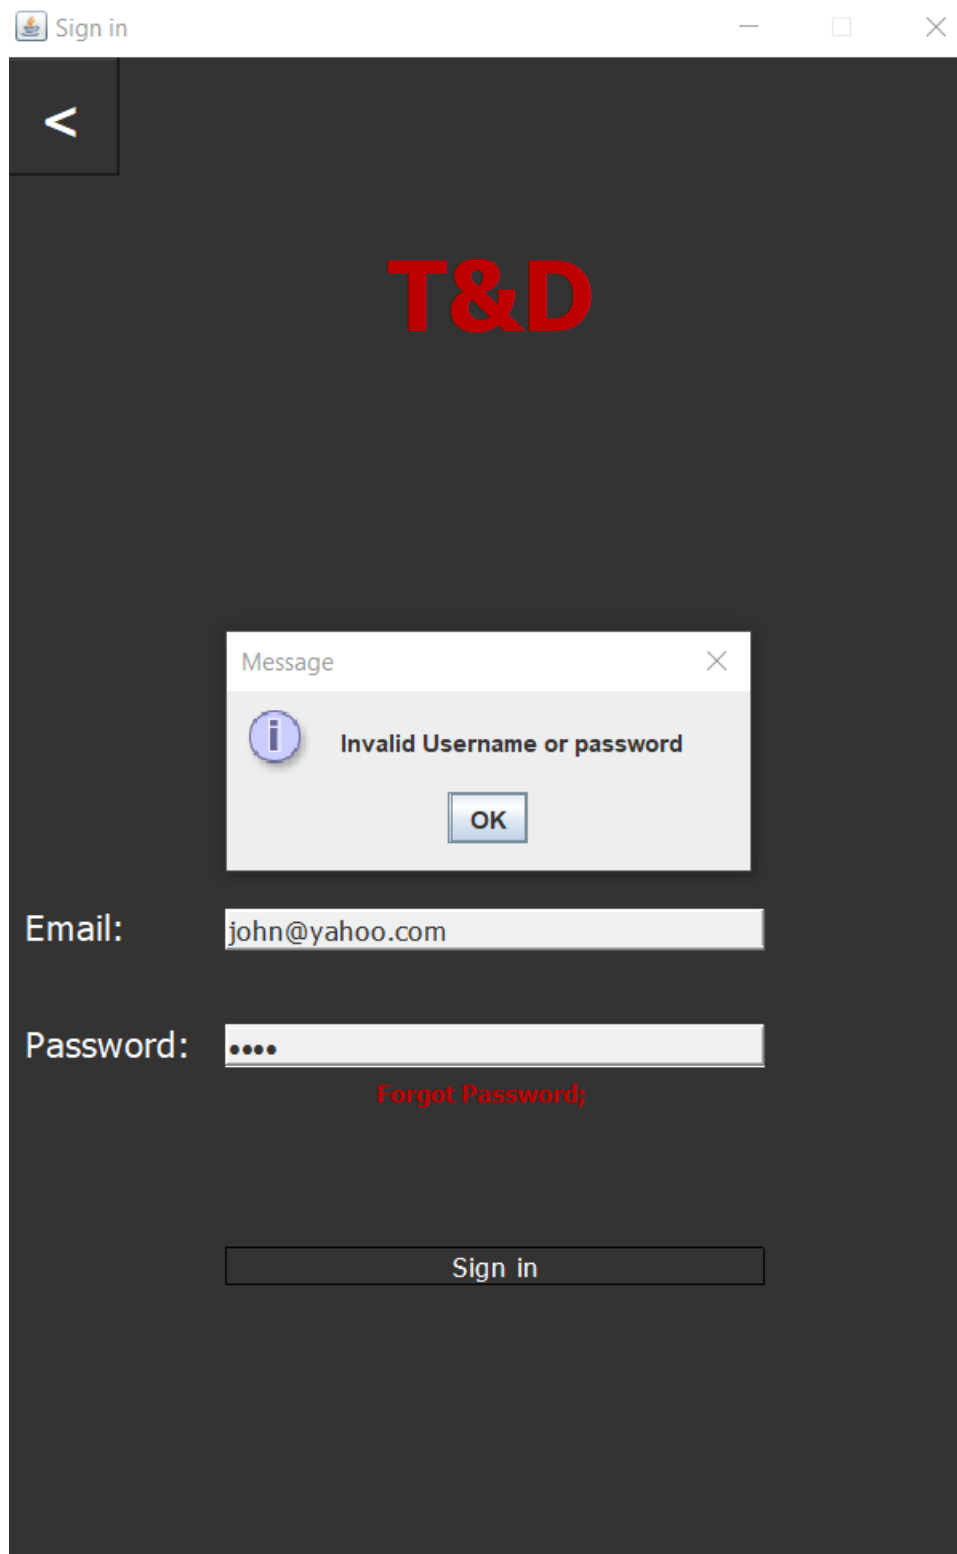 Sign in
<
T&D
Message
i
Invalid Username or password
OK
Email:
john@yahoo.com
Password:
••••
Forgot Password;
Sign in